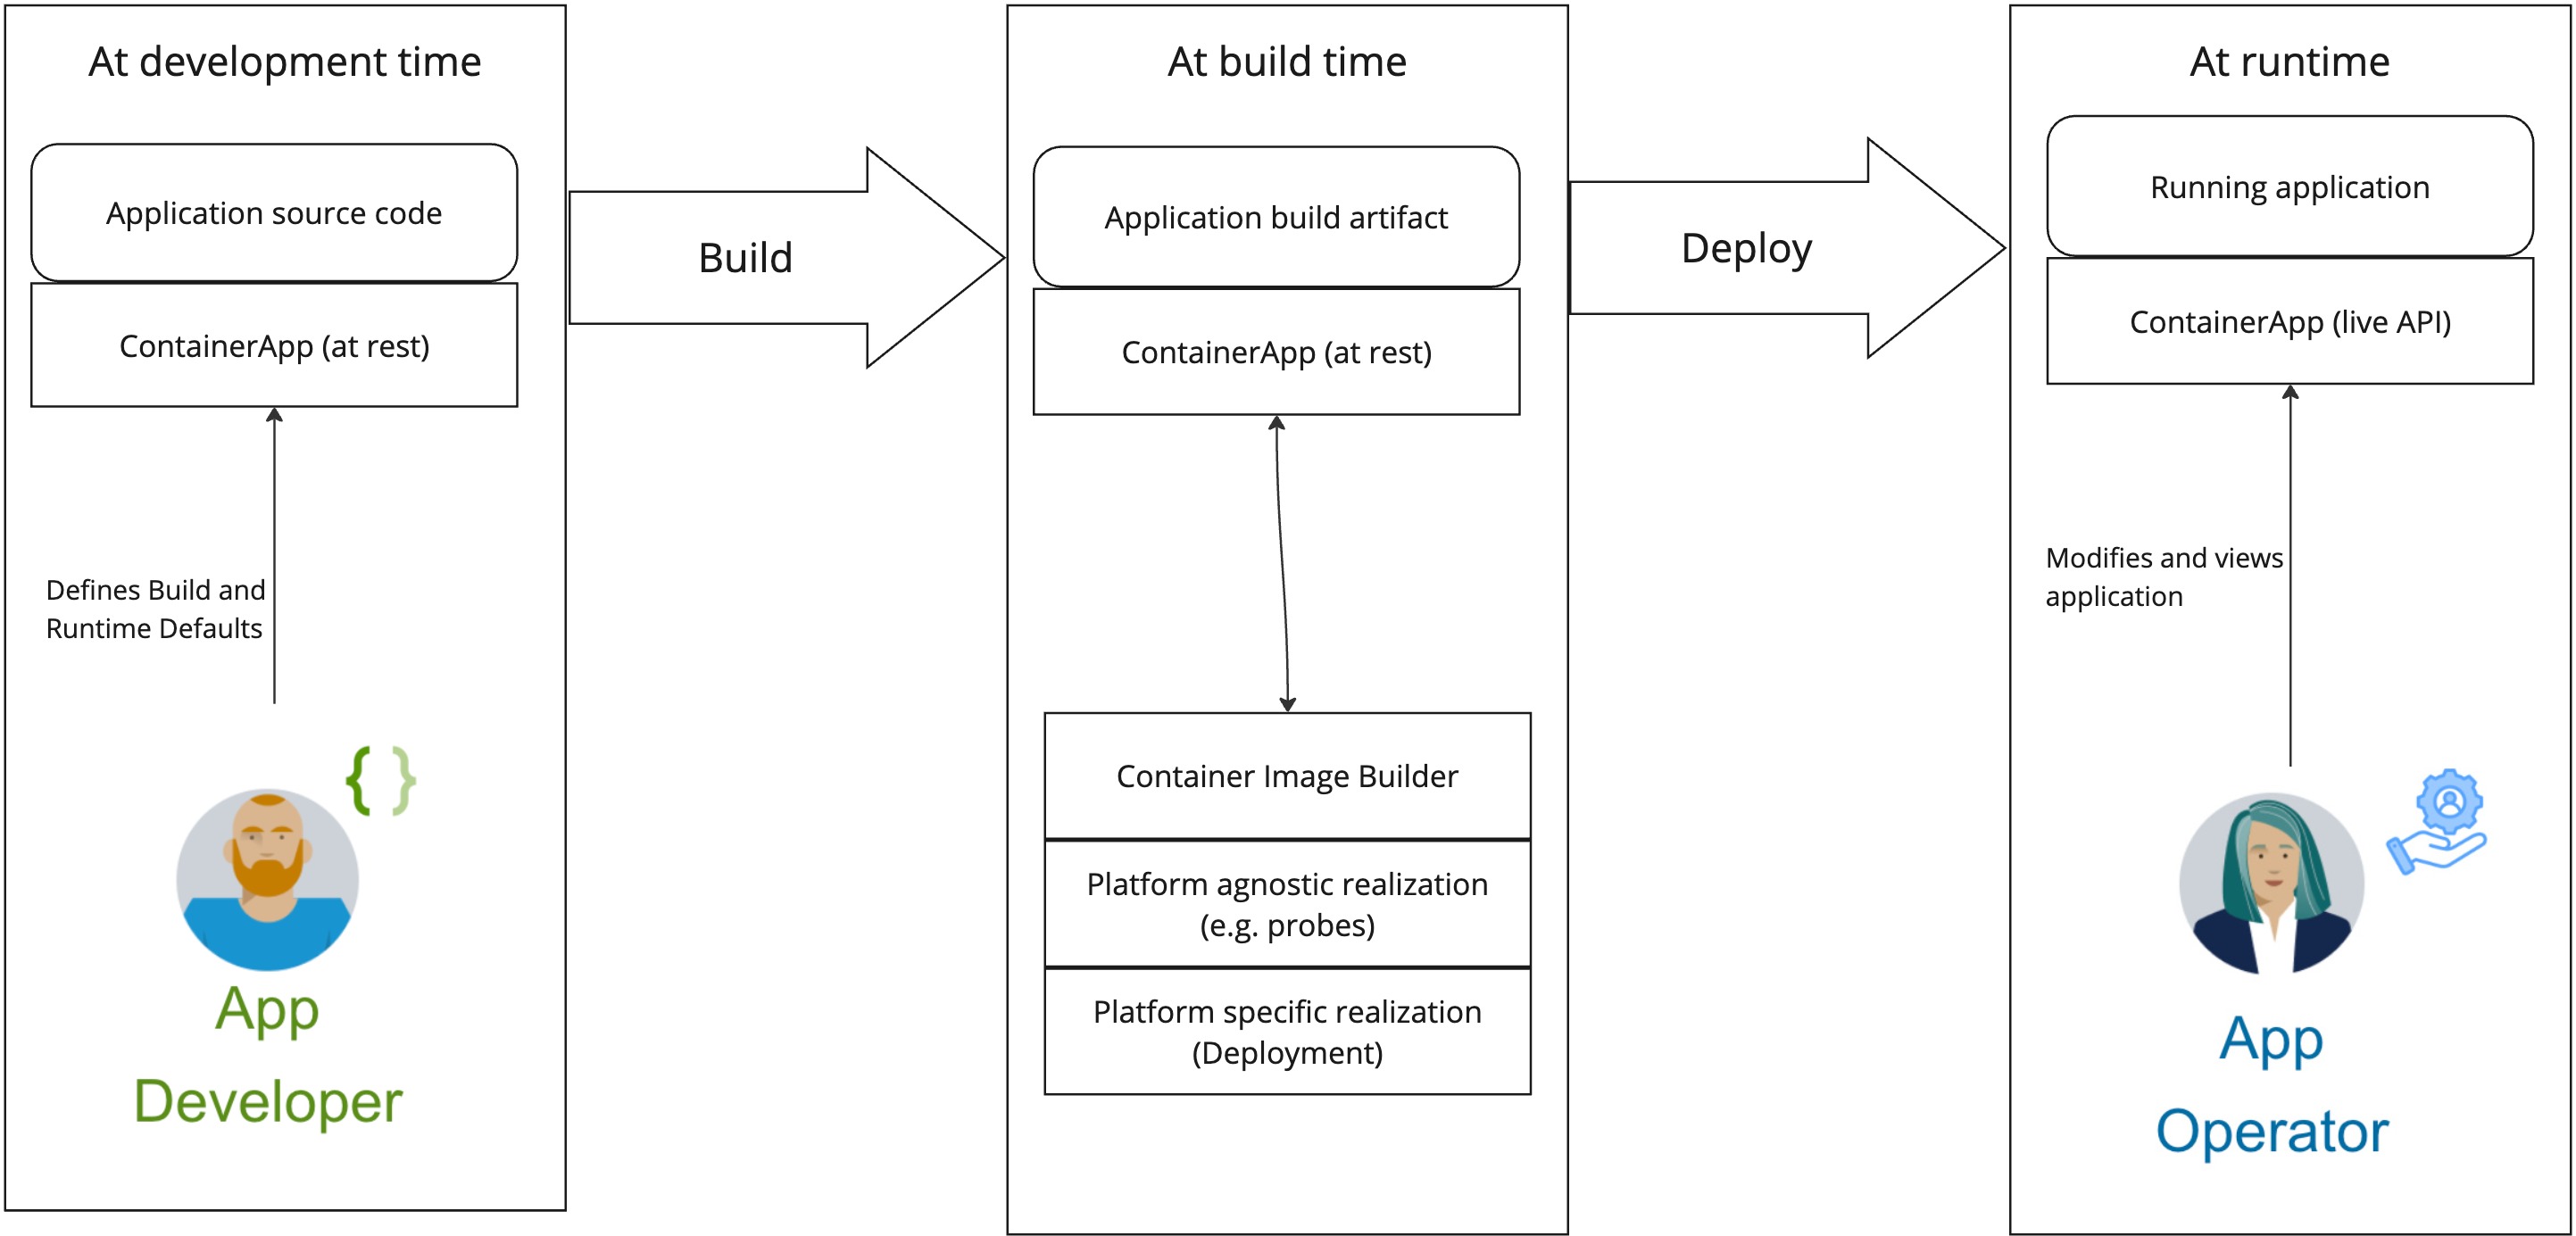 At development time
Application source code
ContainerApp (at rest)
Defines Build and
Runtime Defaults
{ }
App
Developer
Build
At build time
Application build artifact
ContainerApp (at rest)
Container Image Builder
Platform agnostic realization
(e.g. probes)
Platform specific realization
(Deployment)
Deploy
At runtime
Running application
ContainerApp (live API)
Modifies and views
application
App
Operator